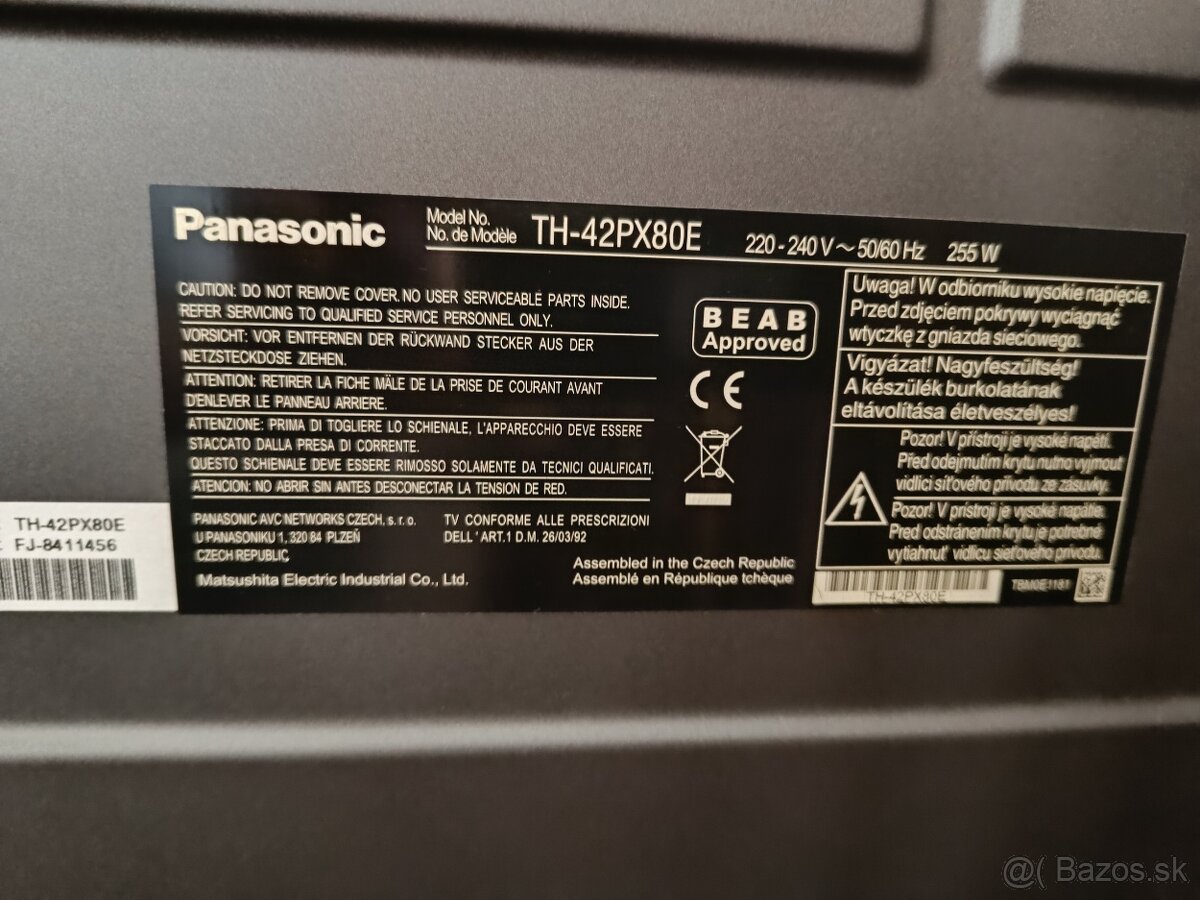 Panasonic
Model No.
No. de Modèle
TH-42PX80E
220 - 240 V ~ 50/60 Hz 255 W
CAUTION: DO NOT REMOVE COVER. NO USER SERVICEABLE PARTS INSIDE.
REFER SERVICING TO QUALIFIED SERVICE PERSONNEL ONLY.
VORSICHT: VOR ENTFERNEN DER RÜCKWAND STECKER AUS DER
NETZSTECKDOSE ZIEHEN.
ATTENTION: RETIRER LA FICHE MÂLE DE LA PRISE DE COURANT AVANT
D'ENLEVER LE PANNEAU ARRIERE.
ATTENZIONE: PRIMA DI TOGLIERE LO SCHIENALE, L'APPARECCHIO DEVE ESSERE
STACCATO DALLA PRESA DI CORRENTE.
QUESTO SCHIENALE DEVE ESSERE RIMOSSO SOLAMENTE DA TECNICI QUALIFICATI.
ATENCION: NO ABRIR SIN ANTES DESCONECTAR LA TENSION DE RED.
PANASONIC AVC NETWORKS CZECH, s. r. o.
U PANASONIKU 1, 320 84 PLZEŇ
CZECH REPUBLIC
TV CONFORME ALLE PRESCRIZIONI
DELL' ART.1 D.M. 26/03/92
Matsushita Electric Industrial Co., Ltd.
Assembled in the Czech Republic
Assemblé en République tchèque
BEAB
Approved
CE
Uwaga! W odbiorniku wysokie napięcie.
Przed zdjęciem pokrywy wyciągnąć
wtyczkę z gniazda sieciowego.
Vigyázat! Nagyfeszültség!
A készülék burkolatának
eltávolítása életveszélyes!
Pozor! V přístroji je vysoké napětí.
Před odejmutím krytu nutno vyjmout
vidlici síťového přívodu ze zásuvky.
Pozor! V prístroji je vysoké napätie.
Pred odstránením krytu je potrebné
vytiahnuť vidlicu sieťového prívodu.
TH-42PX80E
TBM0E1181
TH-42PX80E
FJ-8411456
@( Bazos.sk